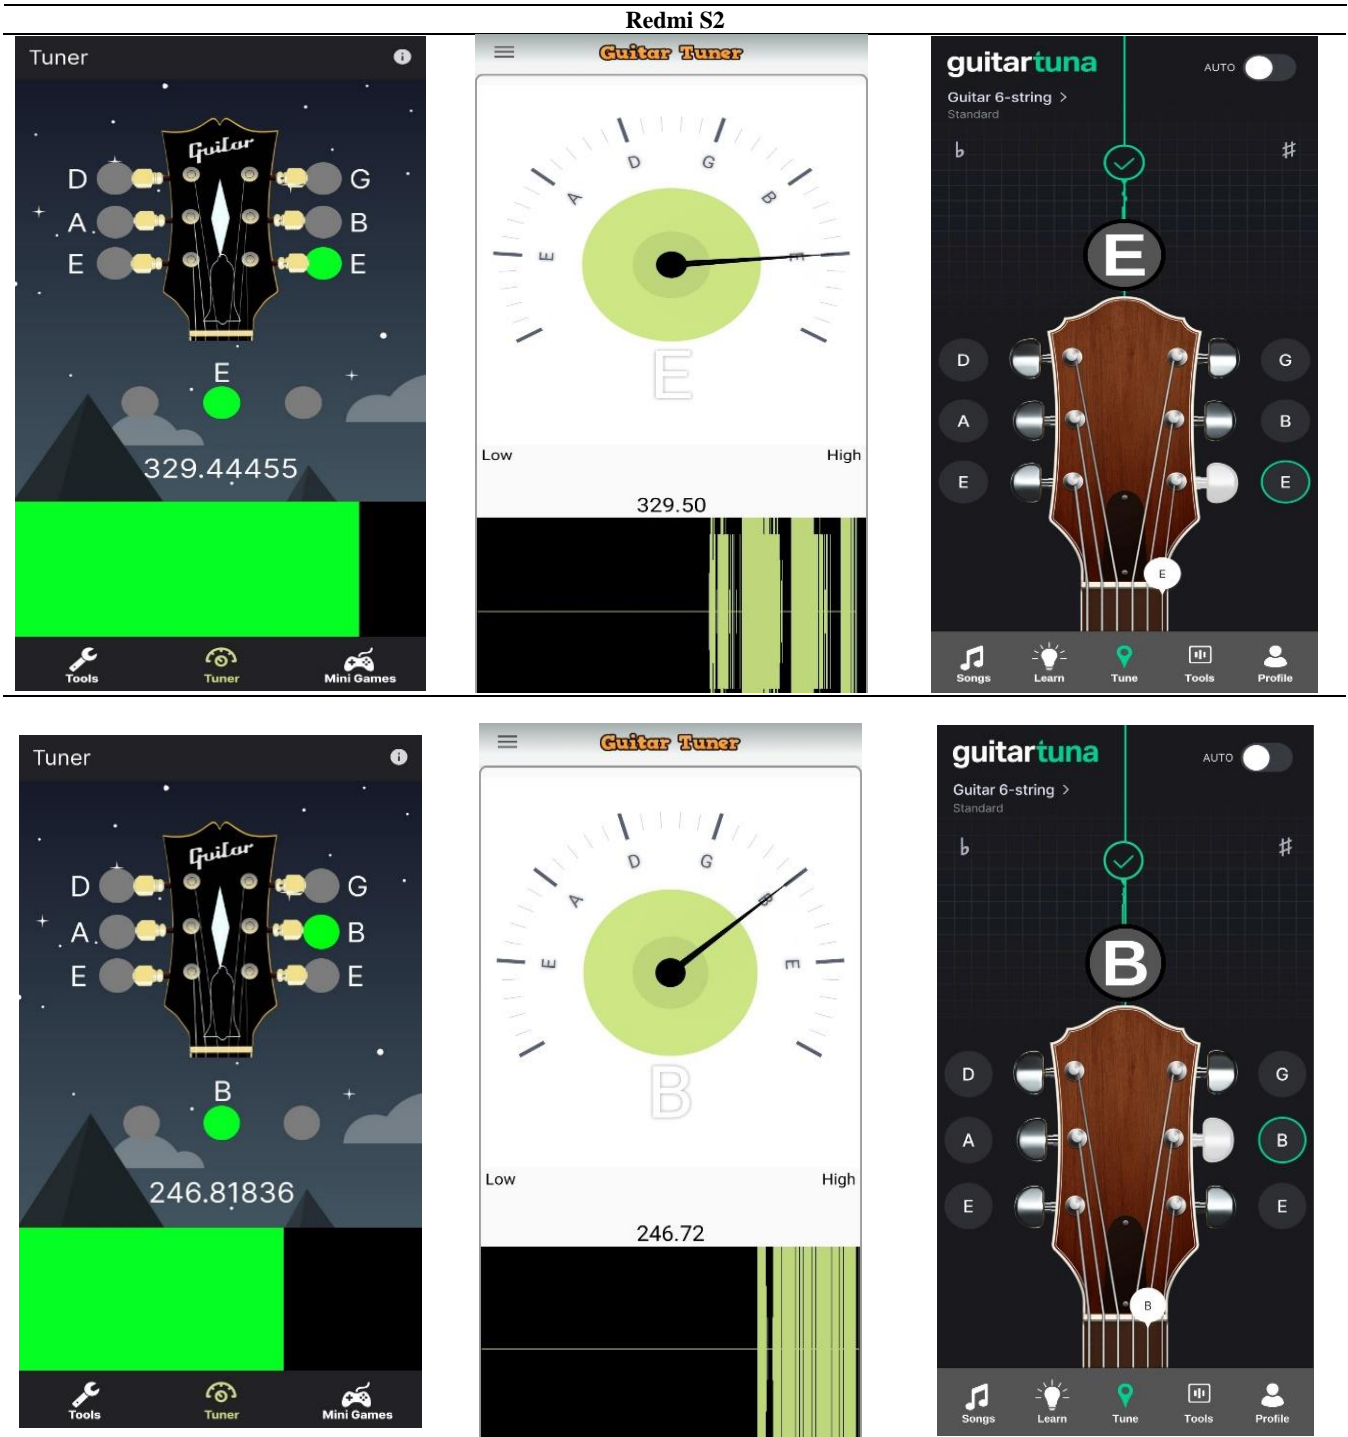 Redmi S2
Tuner
Guitar
D G
A B
E E
E
329.44455
Tools Tuner Mini Games
Guitar Tuner
E A D G B E
E
Low High
329.50
guitartuna
AUTO
Guitar 6-string >
Standard
♭ ♯
E
D G
A B
E E
E
Songs Learn Tune Tools Profile
Tuner
Guitar
D G
A B
E E
B
246.81836
Tools Tuner Mini Games
Guitar Tuner
E A D G B E
B
Low High
246.72
guitartuna
AUTO
Guitar 6-string >
Standard
♭ ♯
B
D G
A B
E E
B
Songs Learn Tune Tools Profile